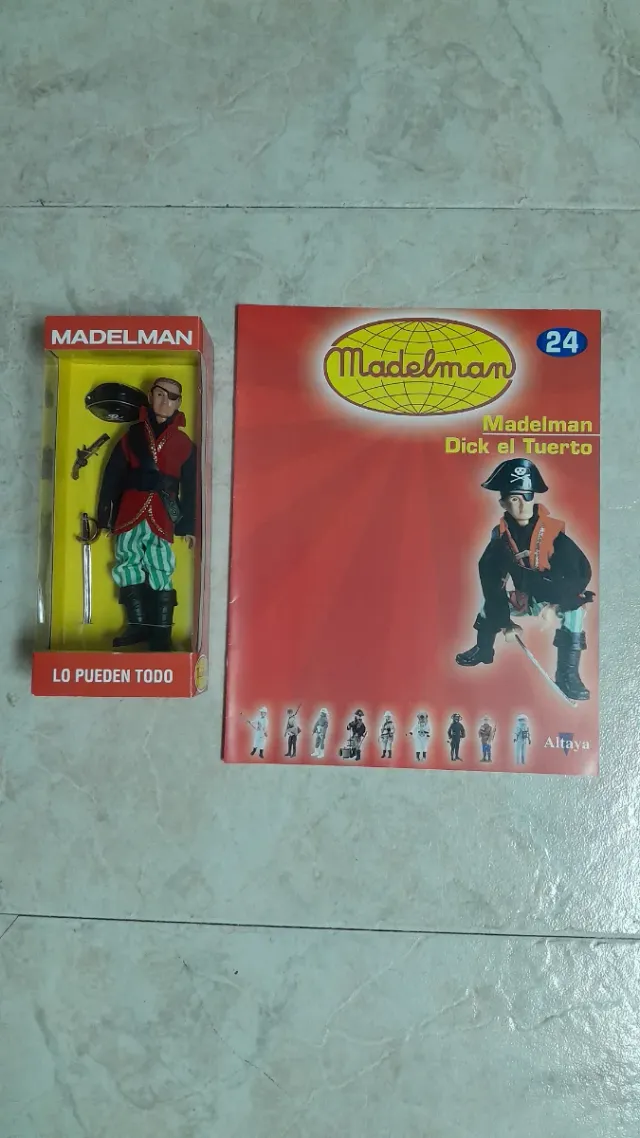 MADELMAN
LO PUEDEN TODO
Madelman
24
Madelman
Dick el Tuerto
Altaya